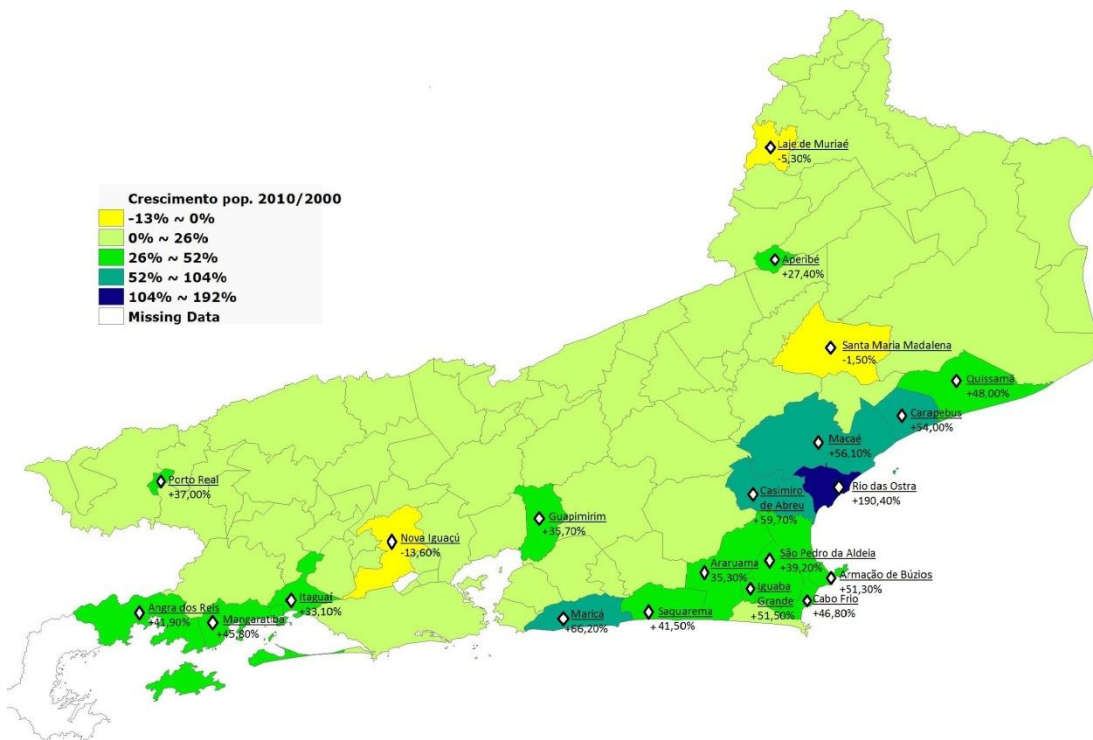 Crescimento pop. 2010/2000
-13% ~ 0%
0% ~ 26%
26% ~ 52%
52% ~ 104%
104% ~ 192%
Missing Data
Laje de Muriaé
-5,30%
Aperibé
+27,40%
Santa Maria Madalena
-1,50%
Quissamã
+48,00%
Carapebus
+54,00%
Macaé
+56,10%
Rio das Ostra
+190,40%
Casimiro
de Abreu
+59,70%
Porto Real
+37,00%
Guapimirim
+35,70%
Nova Iguaçú
-13,60%
São Pedro da Aldeia
+39,20%
Araruama
35,30%
Armação de Búzios
+51,30%
Iguaba
Grande
+51,50%
Cabo Frio
+46,80%
Itaguaí
+33,10%
Angra dos Reis
+41,90%
Mangaratiba
+45,80%
Maricá
+66,20%
Saquarema
+41,50%